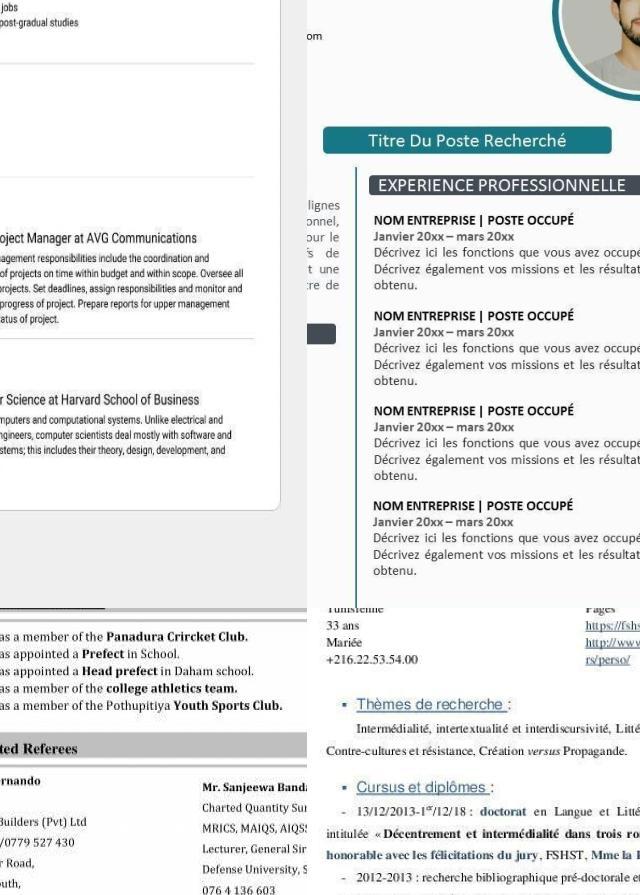 jobs
post-gradual studies
oject Manager at AVG Communications
agement responsibilities include the coordination and
of projects on time within budget and within scope. Oversee all
projects. Set deadlines, assign responsibilities and monitor and
progress of project. Prepare reports for upper management
tatus of project.
r Science at Harvard School of Business
mputers and computational systems. Unlike electrical and
ngineers, computer scientists deal mostly with software and
stems; this includes their theory, design, development, and
om
Titre Du Poste Recherché
lignes
onnel,
our le
fs de
t une
tre de
EXPERIENCE PROFESSIONNELLE
NOM ENTREPRISE | POSTE OCCUPÉ
Janvier 20xx – mars 20xx
Décrivez ici les fonctions que vous avez occupé
Décrivez également vos missions et les résultat
obtenu.
NOM ENTREPRISE | POSTE OCCUPÉ
Janvier 20xx – mars 20xx
Décrivez ici les fonctions que vous avez occupé
Décrivez également vos missions et les résultat
obtenu.
NOM ENTREPRISE | POSTE OCCUPÉ
Janvier 20xx – mars 20xx
Décrivez ici les fonctions que vous avez occupé
Décrivez également vos missions et les résultat
obtenu.
NOM ENTREPRISE | POSTE OCCUPÉ
Janvier 20xx – mars 20xx
Décrivez ici les fonctions que vous avez occupé
Décrivez également vos missions et les résultat
obtenu.
as a member of the Panadura Crircket Club.
as appointed a Prefect in School.
as appointed a Head prefect in Daham school.
as a member of the college athletics team.
as a member of the Pothupitiya Youth Sports Club.
ted Referees
rnando
Builders (Pvt) Ltd
/0779 527 430
r Road,
outh,
Mr. Sanjeewa Banda
Charted Quantity Sur
MRICS, MAIQS, AIQSS
Lecturer, General Sir
Defense University, S
076 4 136 603
Tunisienne
33 ans
Mariée
+216.22.53.54.00
Pages
https://fshs
http://www
rs/perso/
▪ Thèmes de recherche :
Intermédialité, intertextualité et interdiscursivité, Litté
Contre-cultures et résistance, Création versus Propagande.
▪ Cursus et diplômes :
- 13/12/2013-1er/12/18 : doctorat en Langue et Litté
intitulée « Décentrement et intermédialité dans trois ro
honorable avec les félicitations du jury, FSHST, Mme la P
- 2012-2013 : recherche bibliographique pré-doctorale et